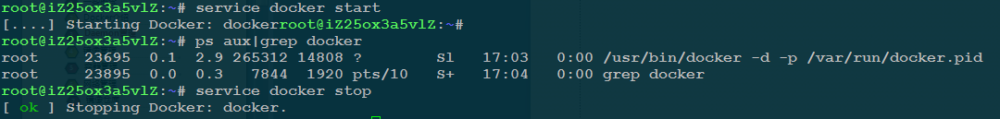 root@iZ25ox3a5vlZ:~# service docker start
[....] Starting Docker: dockerroot@iZ25ox3a5vlZ:~#
root@iZ25ox3a5vlZ:~# ps aux|grep docker
root     23695  0.1  2.9 265312 14808 ?        Sl   17:03   0:00 /usr/bin/docker -d -p /var/run/docker.pid
root     23895  0.0  0.3   7844  1920 pts/10   S+   17:04   0:00 grep docker
root@iZ25ox3a5vlZ:~# service docker stop
[ ok ] Stopping Docker: docker.